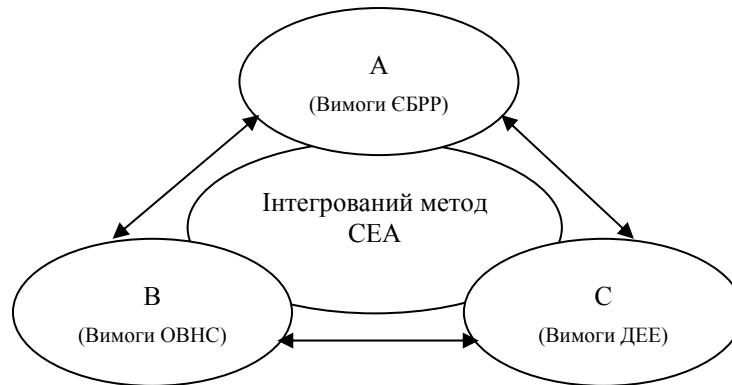 А
(Вимоги ЄБРР)
Інтегрований метод
СЕА
В
(Вимоги ОВНС)
С
(Вимоги ДЕЕ)